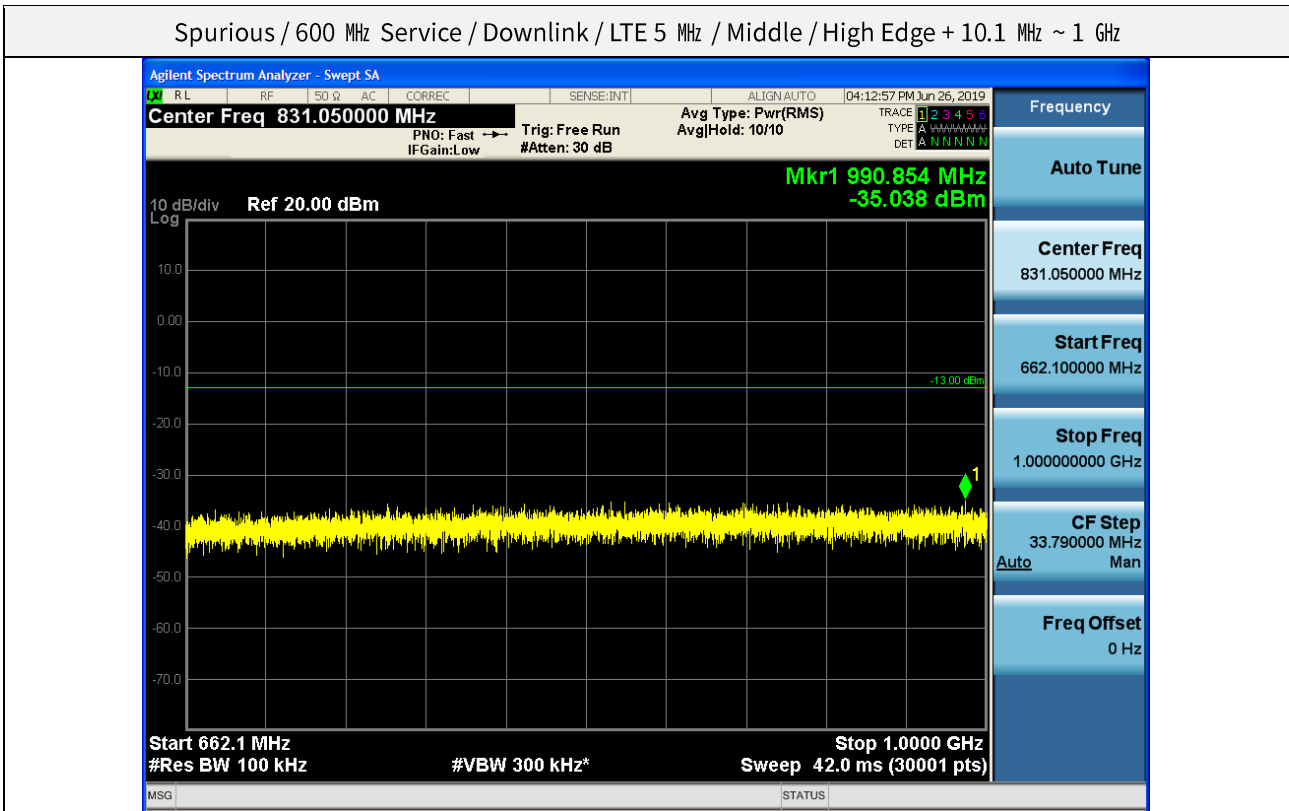 Spurious / 600 ㎒ Service / Downlink / LTE 5 ㎒ / Middle / High Edge + 10.1 ㎒ ~ 1 ㎓
Agilent Spectrum Analyzer - Swept SA
LXI RL RF 50 Ω AC CORREC SENSE:INT ALIGN AUTO 04:12:57 PM Jun 26, 2019
Center Freq 831.050000 MHz
PNO: Fast
IFGain:Low
Trig: Free Run
#Atten: 30 dB
Avg Type: Pwr(RMS)
Avg|Hold: 10/10
TRACE 1 2 3 4 5 6
TYPE A WWWWW
DET A N N N N N
Mkr1 990.854 MHz
-35.038 dBm
10 dB/div Ref 20.00 dBm
Log
10.0
0.00
-10.0
-13.00 dBm
-20.0
-30.0
1
-40.0
-50.0
-60.0
-70.0
Start 662.1 MHz Stop 1.0000 GHz
#Res BW 100 kHz #VBW 300 kHz* Sweep 42.0 ms (30001 pts)
MSG STATUS
Frequency
Auto Tune
Center Freq
831.050000 MHz
Start Freq
662.100000 MHz
Stop Freq
1.000000000 GHz
CF Step
33.790000 MHz
Auto Man
Freq Offset
0 Hz